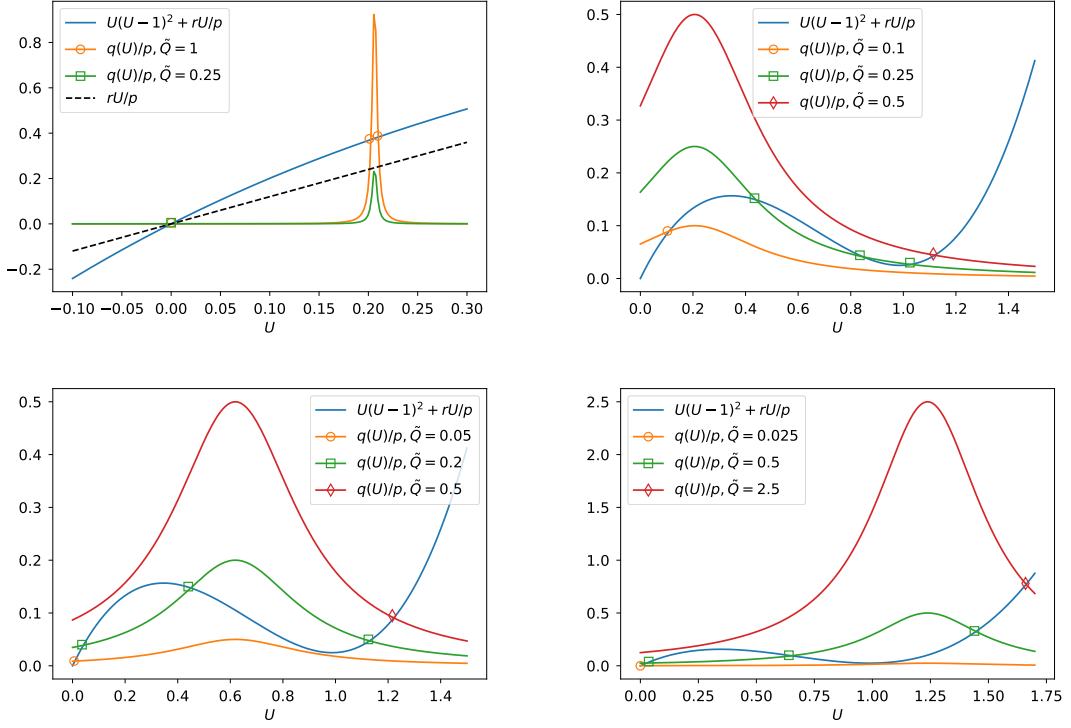 U(U − 1)² + rU/p
q(U)/p, Q̃ = 1
q(U)/p, Q̃ = 0.25
rU/p
0.8
0.6
0.4
0.2
0.0
−0.2
−0.10 −0.05 0.00 0.05 0.10 0.15 0.20 0.25 0.30
U
U(U − 1)² + rU/p
q(U)/p, Q̃ = 0.1
q(U)/p, Q̃ = 0.25
q(U)/p, Q̃ = 0.5
0.5
0.4
0.3
0.2
0.1
0.0
0.0 0.2 0.4 0.6 0.8 1.0 1.2 1.4
U
U(U − 1)² + rU/p
q(U)/p, Q̃ = 0.05
q(U)/p, Q̃ = 0.2
q(U)/p, Q̃ = 0.5
0.5
0.4
0.3
0.2
0.1
0.0
0.0 0.2 0.4 0.6 0.8 1.0 1.2 1.4
U
U(U − 1)² + rU/p
q(U)/p, Q̃ = 0.025
q(U)/p, Q̃ = 0.5
q(U)/p, Q̃ = 2.5
2.5
2.0
1.5
1.0
0.5
0.0
0.00 0.25 0.50 0.75 1.00 1.25 1.50 1.75
U